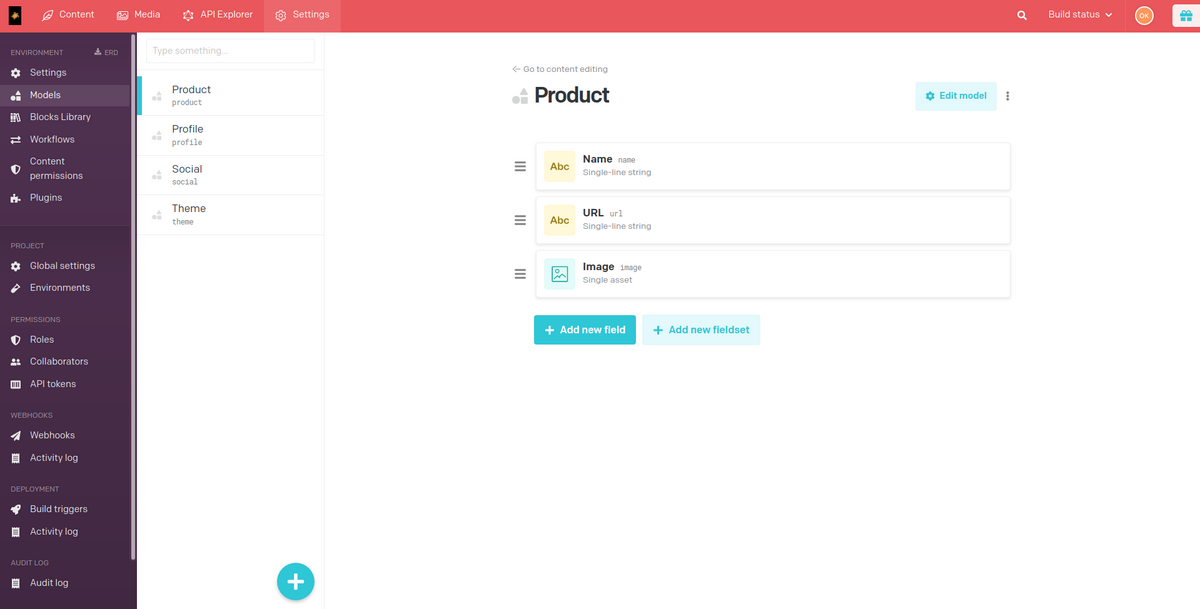 Content
Media
API Explorer
Settings
Build status
OK
ENVIRONMENT
ERD
Settings
Models
Blocks Library
Workflows
Content
permissions
Plugins
PROJECT
Global settings
Environments
PERMISSIONS
Roles
Collaborators
API tokens
WEBHOOKS
Webhooks
Activity log
DEPLOYMENT
Build triggers
Activity log
AUDIT LOG
Audit log
Type something...
Product
product
Profile
profile
Social
social
Theme
theme
Go to content editing
Product
Edit model
Abc
Name name
Single-line string
Abc
URL url
Single-line string
Image image
Single asset
Add new field
Add new fieldset